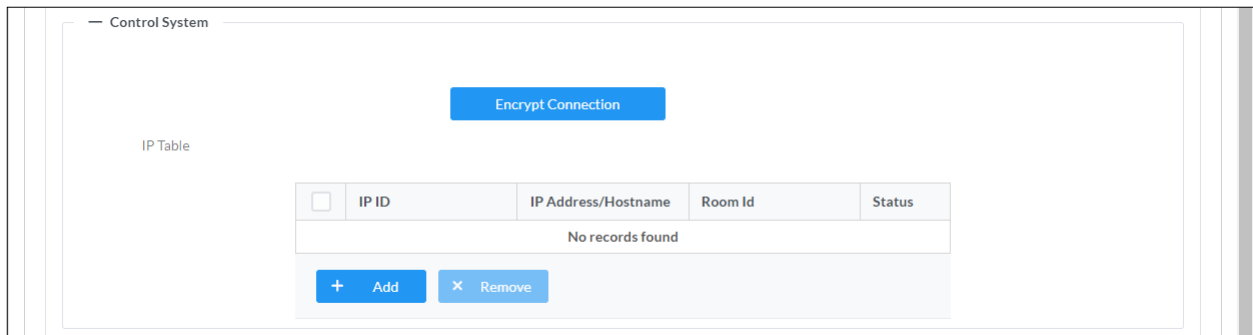 — Control System
Encrypt Connection
IP Table
IP ID IP Address/Hostname Room Id Status
No records found
+ Add × Remove